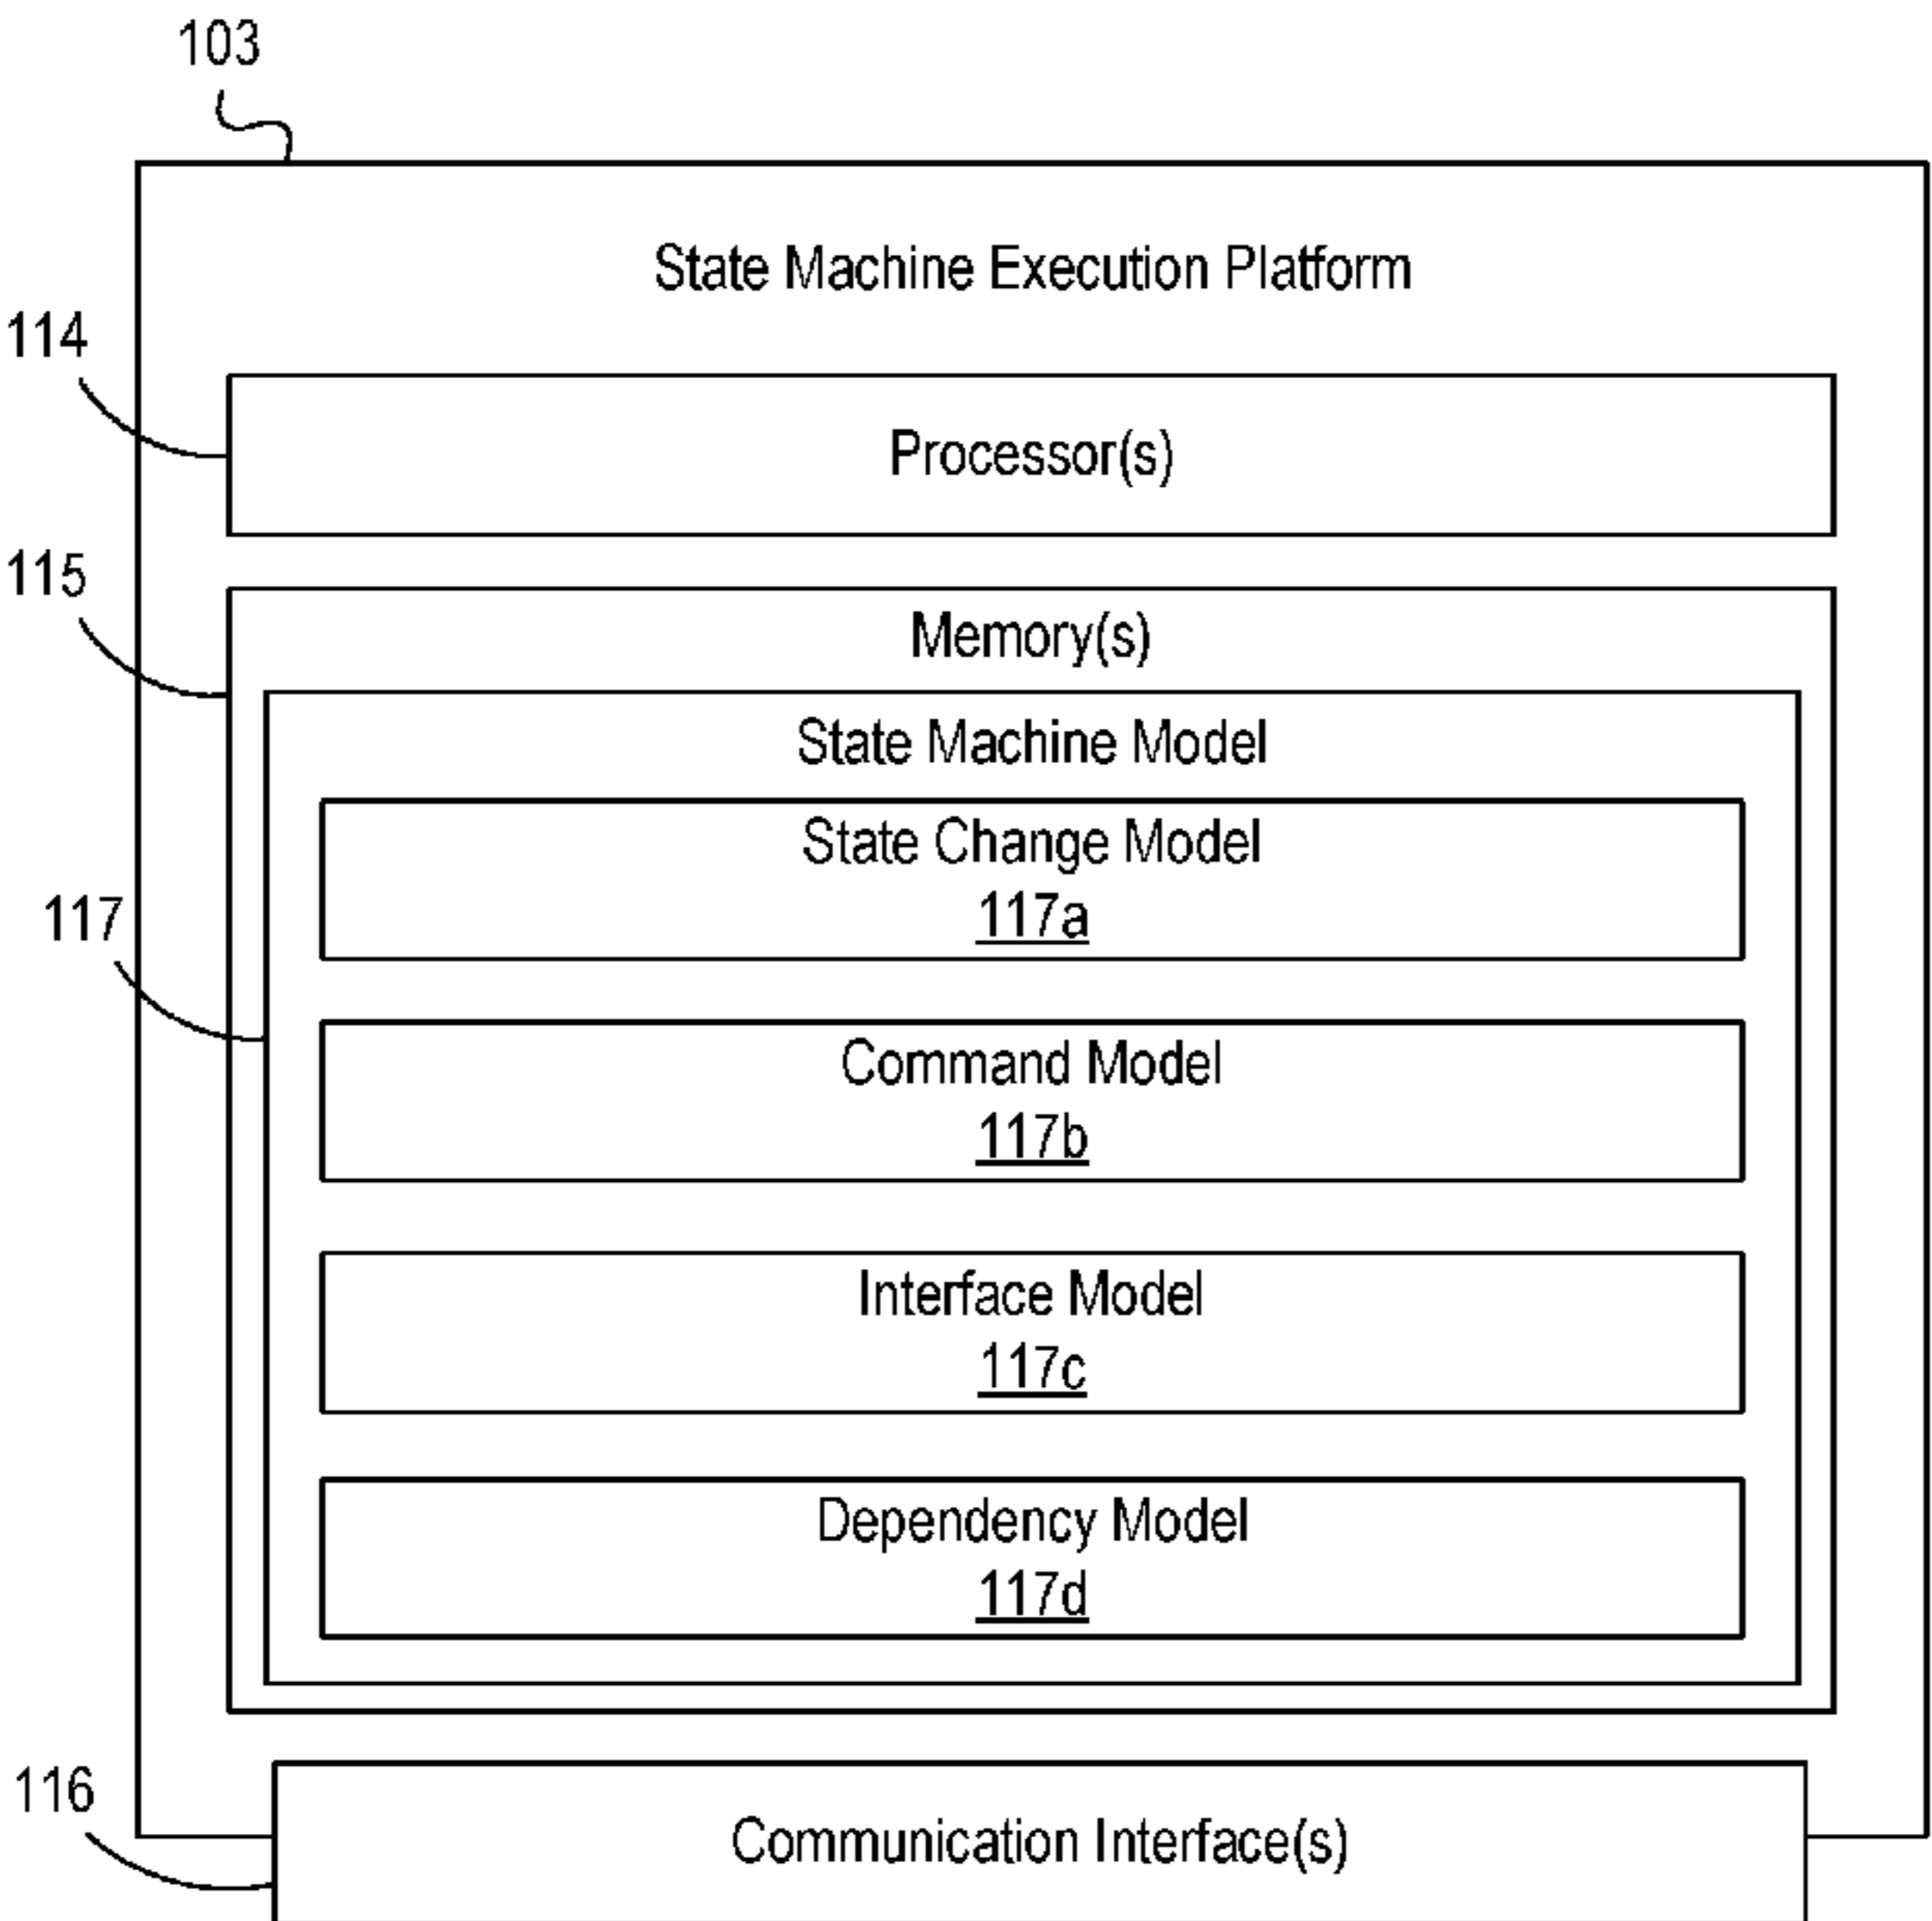 103
State Machine Execution Platform
114
Processor(s)
115
Memory(s)
State Machine Model
State Change Model
117a
117
Command Model
117b
Interface Model
117c
Dependency Model
117d
116
Communication Interface(s)